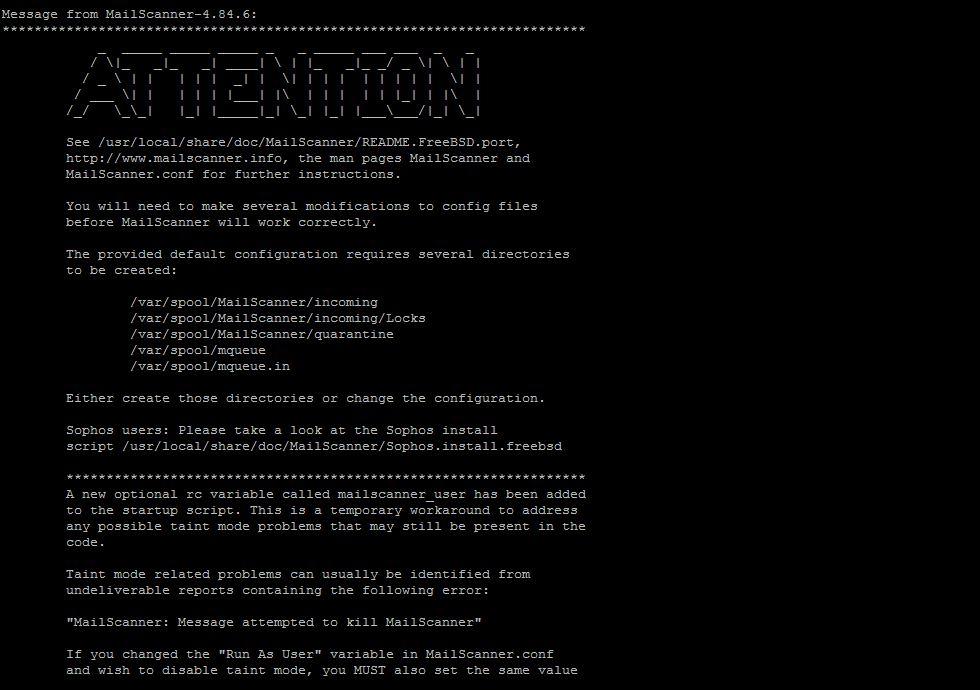 Message from MailScanner-4.84.6:
*************************************************************************
ATTENTION
See /usr/local/share/doc/MailScanner/README.FreeBSD.port,
http://www.mailscanner.info, the man pages MailScanner and
MailScanner.conf for further instructions.
You will need to make several modifications to config files
before MailScanner will work correctly.
The provided default configuration requires several directories
to be created:
/var/spool/MailScanner/incoming
/var/spool/MailScanner/incoming/Locks
/var/spool/MailScanner/quarantine
/var/spool/mqueue
/var/spool/mqueue.in
Either create those directories or change the configuration.
Sophos users: Please take a look at the Sophos install
script /usr/local/share/doc/MailScanner/Sophos.install.freebsd
*****************************************************************
A new optional rc variable called mailscanner_user has been added
to the startup script. This is a temporary workaround to address
any possible taint mode problems that may still be present in the
code.
Taint mode related problems can usually be identified from
undeliverable reports containing the following error:
"MailScanner: Message attempted to kill MailScanner"
If you changed the "Run As User" variable in MailScanner.conf
and wish to disable taint mode, you MUST also set the same value